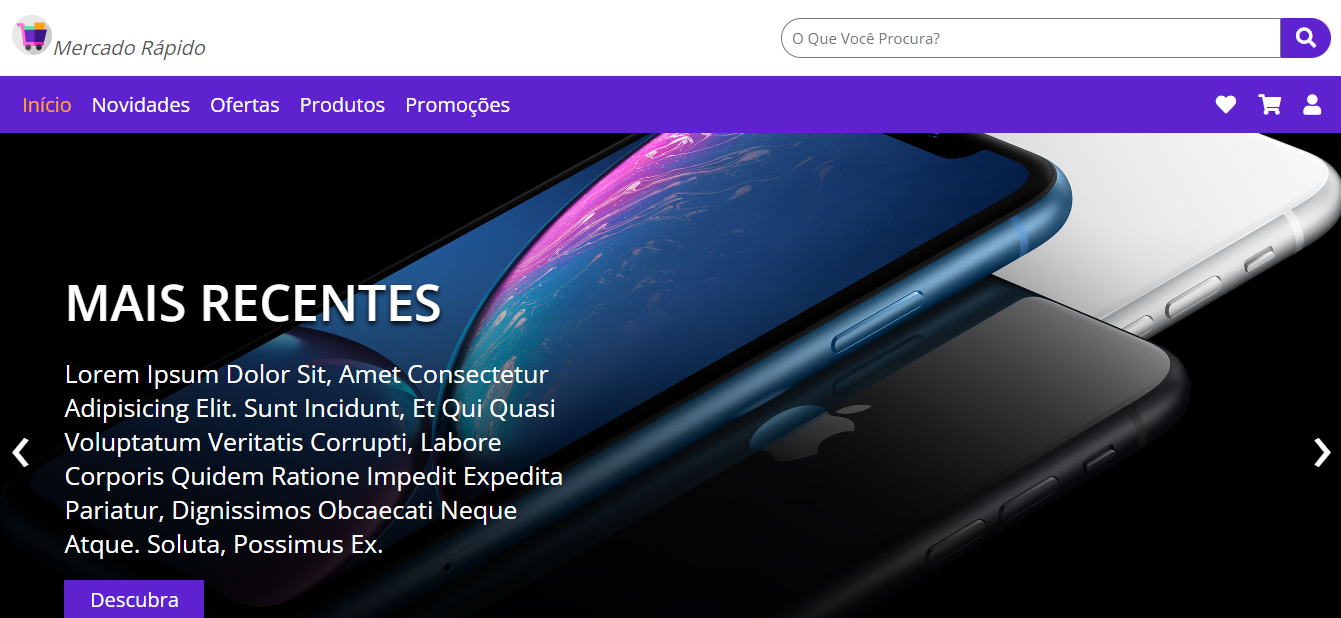 Mercado Rápido
O Que Você Procura?
Início Novidades Ofertas Produtos Promoções
MAIS RECENTES
Lorem Ipsum Dolor Sit, Amet Consectetur
Adipisicing Elit. Sunt Incidunt, Et Qui Quasi
Voluptatum Veritatis Corrupti, Labore
Corporis Quidem Ratione Impedit Expedita
Pariatur, Dignissimos Obcaecati Neque
Atque. Soluta, Possimus Ex.
Descubra